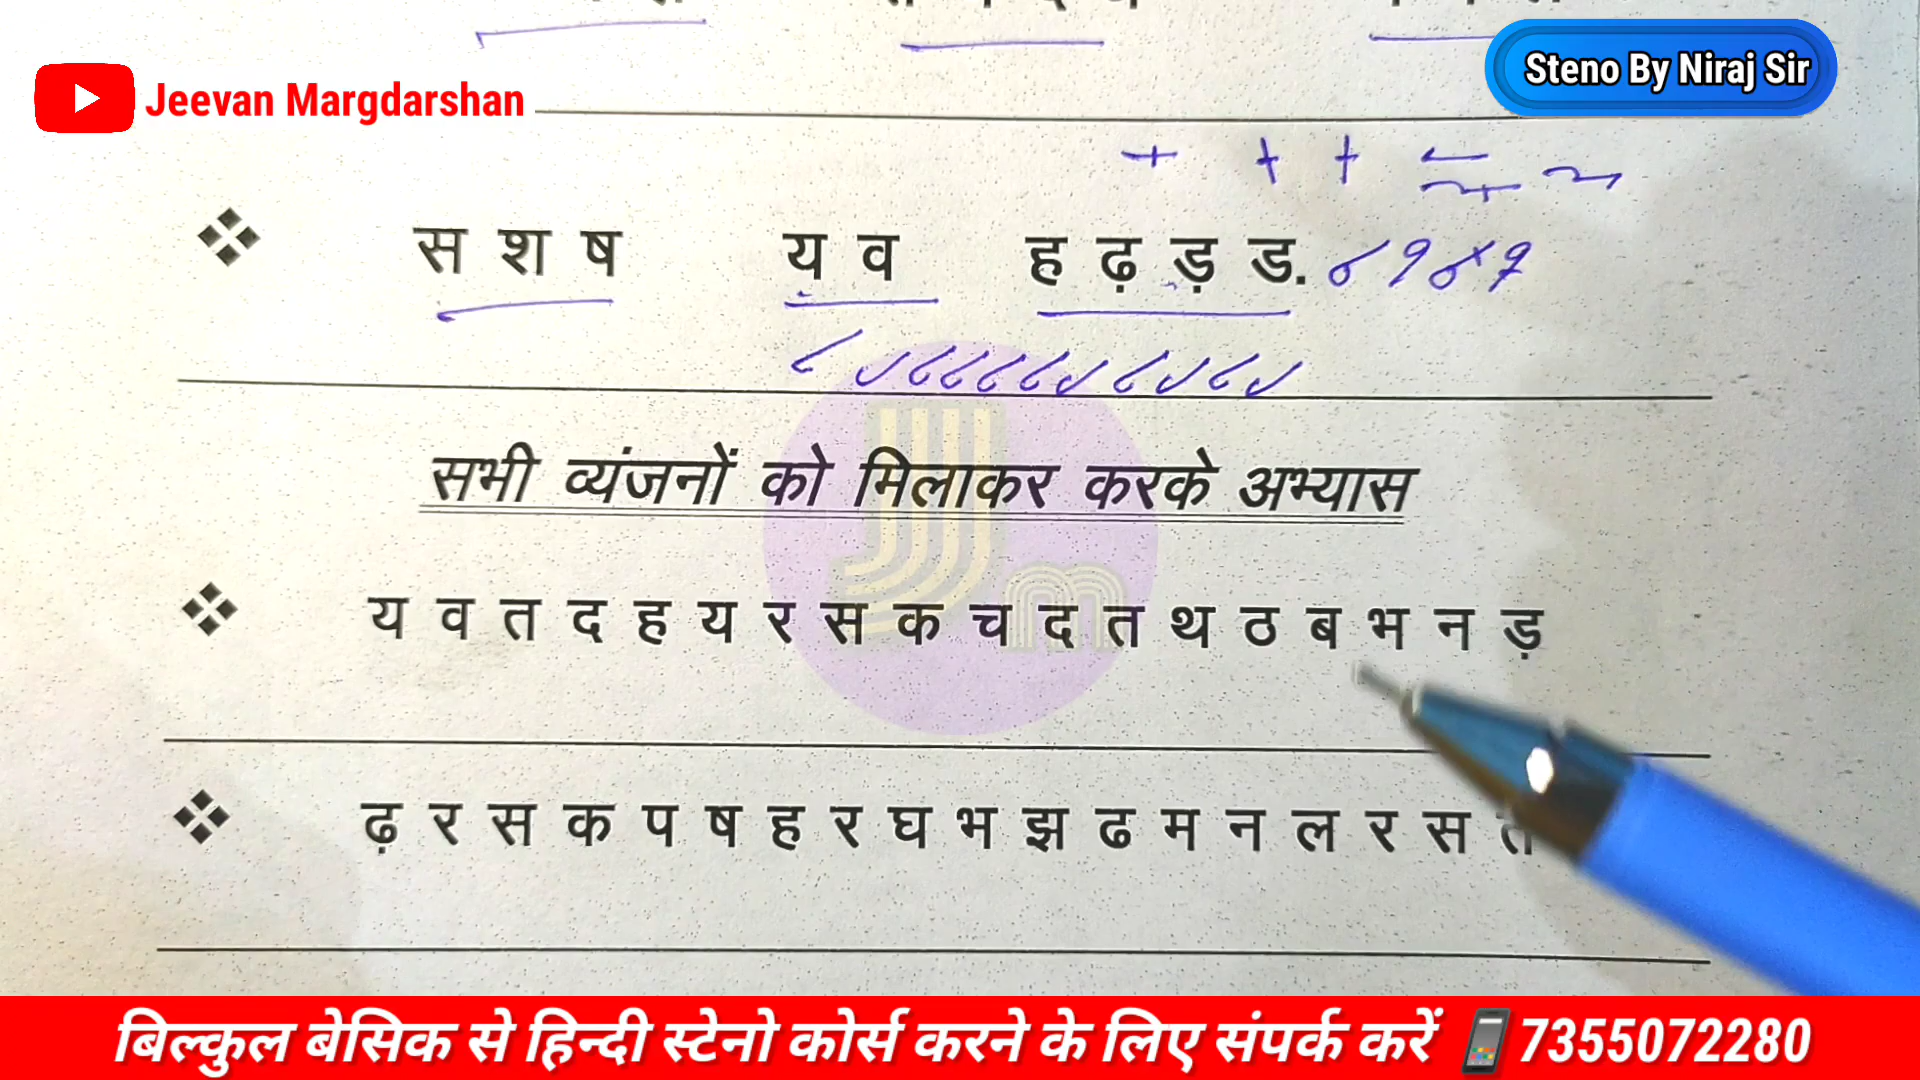 Steno By Niraj Sir
Jeevan Margdarshan
स श ष य व ह ढ़ ड़ ड.
सभी व्यंजनों को मिलाकर करके अभ्यास
य व त द ह य र स क च द त थ ठ ब भ न ड़
ढ़ र स क प ष ह र घ भ झ ढ म न ल र स त
बिल्कुल बेसिक से हिन्दी स्टेनो कोर्स करने के लिए संपर्क करें 7355072280